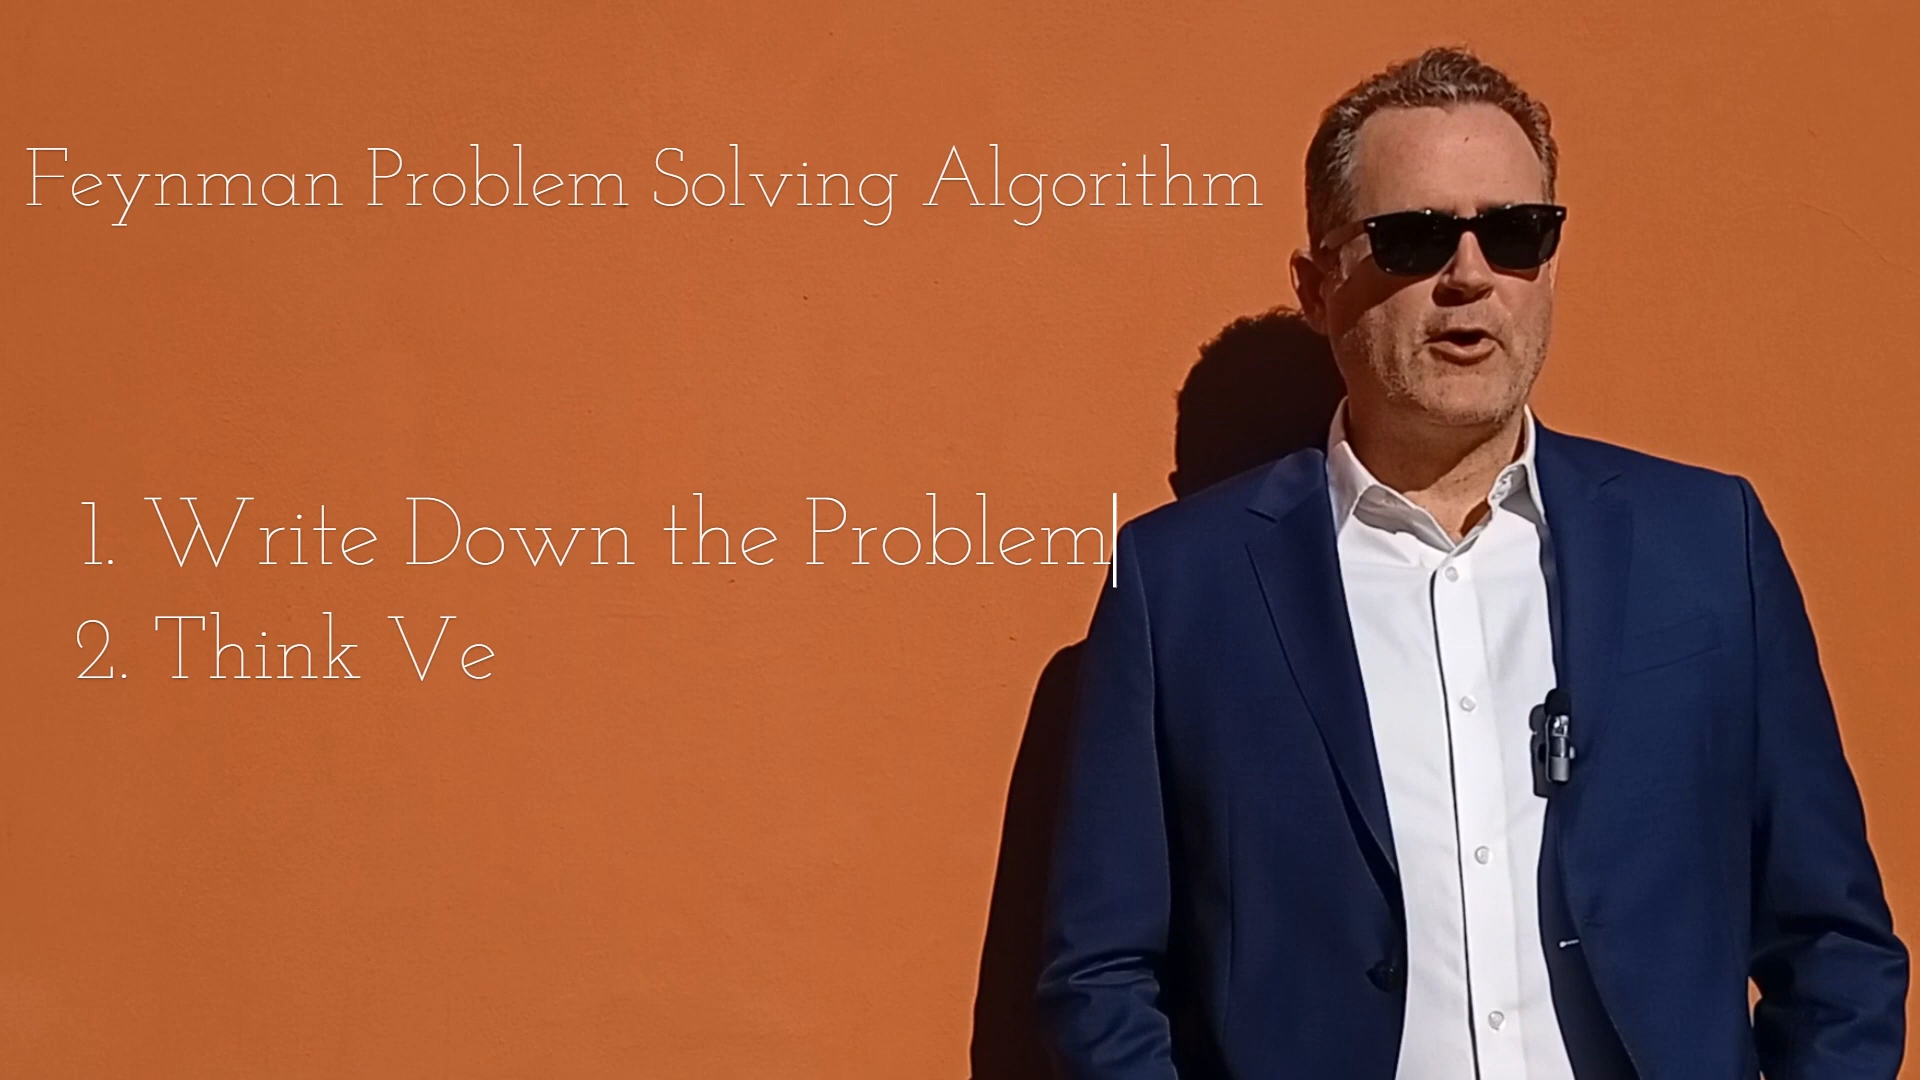 Feynman Problem Solving Algorithm
1. Write Down the Problem
2. Think Ve